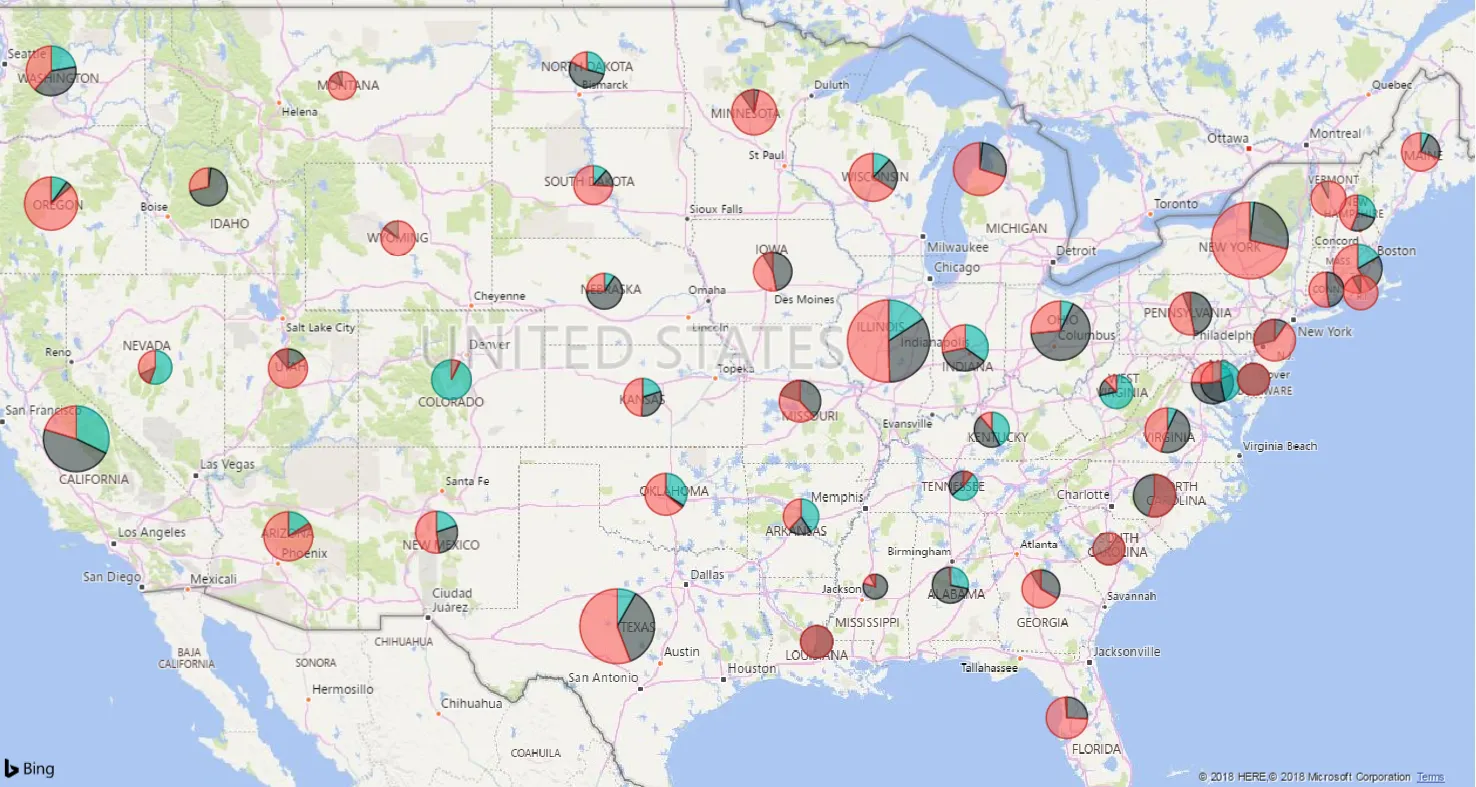 Seattle
WASHINGTON
MONTANA
Helena
NORTH DAKOTA
Bismarck
MINNESOTA
Duluth
Quebec
Ottawa
Montreal
MAINE
St Paul
OREGON
Boise
IDAHO
WYOMING
SOUTH DAKOTA
Sioux Falls
WISCONSIN
MICHIGAN
Milwaukee
Chicago
Detroit
Toronto
VERMONT
NEW
HAMPSHIRE
NEW YORK
Concord
Boston
MASS
CONN
IOWA
Des Moines
NEBRASKA
Omaha
Lincoln
Cheyenne
Salt Lake City
Reno
NEVADA
UTAH
Denver
COLORADO
UNITED STATES
Topeka
KANSAS
MISSOURI
ILLINOIS
Indianapolis
INDIANA
OHIO
Columbus
PENNSYLVANIA
Philadelph
New York
N.J.
over
DELAWARE
WEST
VIRGINIA
VIRGINIA
Virginia Beach
San Francisco
CALIFORNIA
Las Vegas
Los Angeles
San Diego
Mexicali
ARIZONA
Phoenix
Santa Fe
NEW MEXICO
OKLAHOMA
ARKANSAS
Memphis
Evansville
KENTUCKY
TENNESSEE
Charlotte
NORTH
CAROLINA
SOUTH
CAROLINA
Atlanta
Birmingham
ALABAMA
GEORGIA
Savannah
Jackson
MISSISSIPPI
LOUISIANA
Dallas
TEXAS
Austin
San Antonio
Houston
Tallahassee
Jacksonville
FLORIDA
Ciudad
Juárez
CHIHUAHUA
BAJA
CALIFORNIA
SONORA
Hermosillo
Chihuahua
COAHUILA
Bing
© 2018 HERE,© 2018 Microsoft Corporation Terms